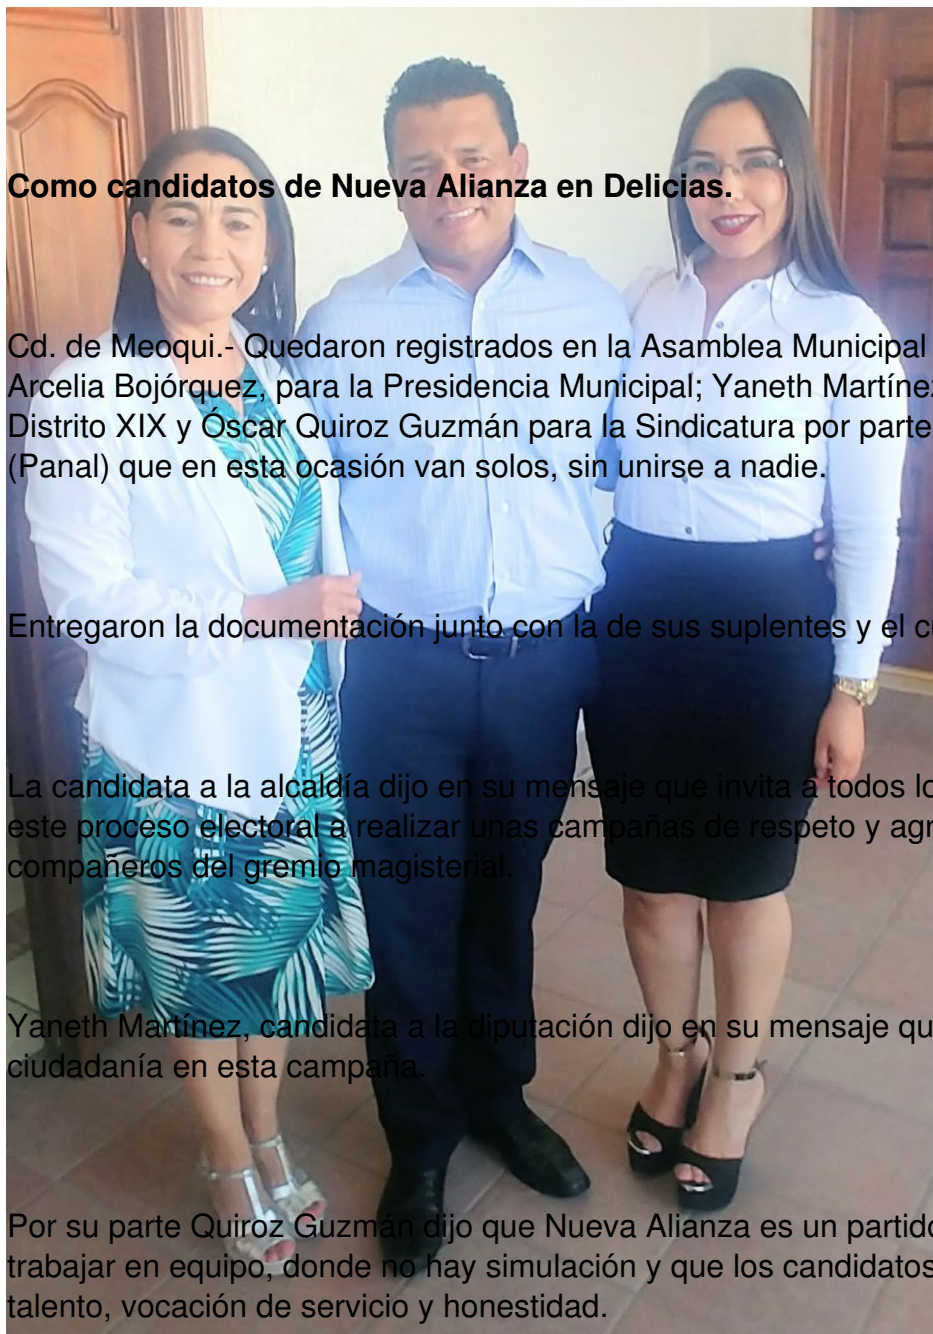 Como candidatos de Nueva Alianza en Delicias.
Cd. de Meoqui.- Quedaron registrados en la Asamblea Municipal
Arcelia Bojórquez, para la Presidencia Municipal; Yaneth Martínez
Distrito XIX y Óscar Quiroz Guzmán para la Sindicatura por parte
(Panal) que en esta ocasión van solos, sin unirse a nadie.
Entregaron la documentación junto con la de sus suplentes y el
La candidata a la alcaldía dijo en su mensaje que invita a todos
este proceso electoral a realizar unas campañas de respeto y
compañeros del gremio magisterial.
Yaneth Martínez, candidata a la diputación dijo en su mensaje
ciudadanía en esta campaña.
Por su parte Quiroz Guzmán dijo que Nueva Alianza es un partido
trabajar en equipo, donde no hay simulación y que los candidatos
talento, vocación de servicio y honestidad.